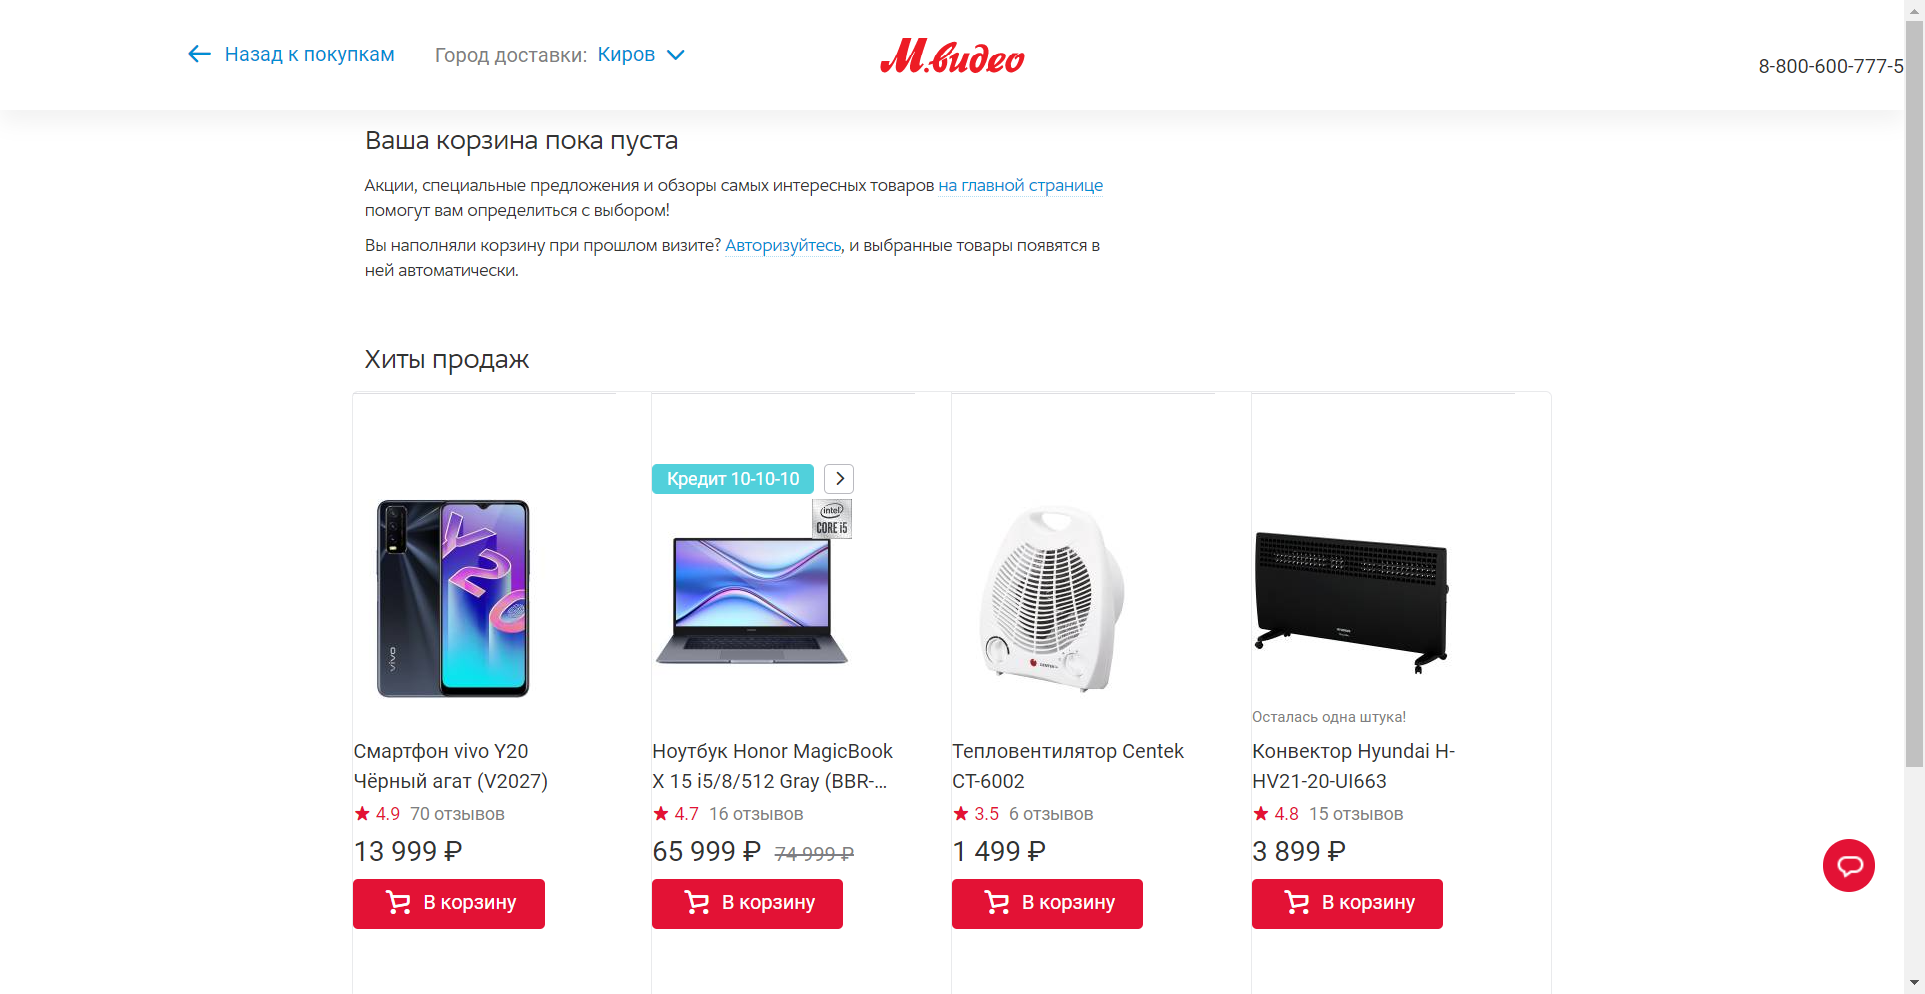 Назад к покупкам
Город доставки: Киров
М.видео
8-800-600-777-5
Ваша корзина пока пуста
Акции, специальные предложения и обзоры самых интересных товаров на главной странице
помогут вам определиться с выбором!
Вы наполняли корзину при прошлом визите? Авторизуйтесь, и выбранные товары появятся в
ней автоматически.
Хиты продаж
Кредит 10-10-10
intel
CORE i5
Y20
vivo
CENTEK
Осталась одна штука!
Смартфон vivo Y20
Чёрный агат (V2027)
4.9 70 отзывов
13 999 ₽
В корзину
Ноутбук Honor MagicBook
X 15 i5/8/512 Gray (BBR-...
4.7 16 отзывов
65 999 ₽ 74 999 ₽
В корзину
Тепловентилятор Centek
CT-6002
3.5 6 отзывов
1 499 ₽
В корзину
Конвектор Hyundai H-
HV21-20-UI663
4.8 15 отзывов
3 899 ₽
В корзину